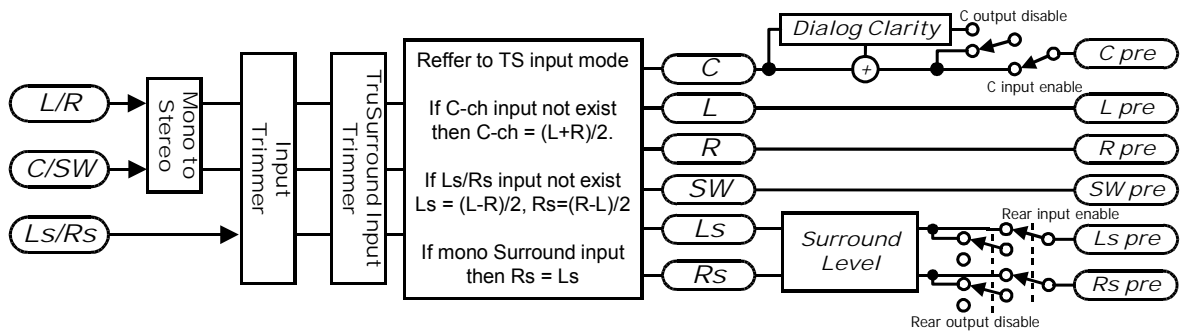 L/R
C/SW
Ls/Rs
Mono to
Stereo
Input
Trimmer
TruSurround Input
Trimmer
Reffer to TS input mode
If C-ch input not exist
then C-ch = (L+R)/2.
If Ls/Rs input not exist
Ls = (L-R)/2, Rs=(R-L)/2
If mono Surround input
then Rs = Ls
C
L
R
SW
Ls
Rs
Dialog Clarity
+
C output disable
C input enable
Surround
Level
Rear input enable
Rear output disable
C pre
L pre
R pre
SW pre
Ls pre
Rs pre